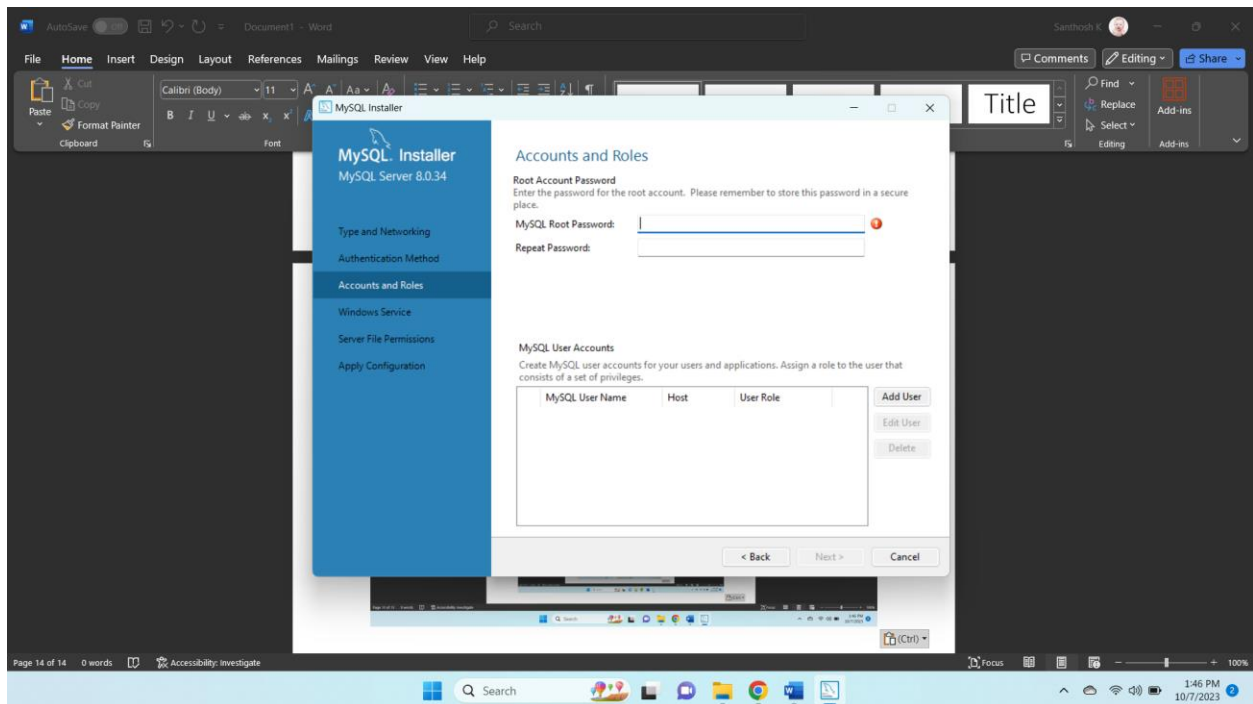 AutoSave Off Document1 - Word Search Santhosh K
File Home Insert Design Layout References Mailings Review View Help Comments Editing Share
Cut
Copy
Format Painter
Paste
Calibri (Body) 11
B I U
Title
Find
Replace
Select
Add-ins
Clipboard Font Editing Add-ins
MySQL Installer
MySQL. Installer
MySQL Server 8.0.34
Type and Networking
Authentication Method
Accounts and Roles
Windows Service
Server File Permissions
Apply Configuration
Accounts and Roles
Root Account Password
Enter the password for the root account. Please remember to store this password in a secure
place.
MySQL Root Password:
Repeat Password:
MySQL User Accounts
Create MySQL user accounts for your users and applications. Assign a role to the user that
consists of a set of privileges.
MySQL User Name Host User Role
Add User
Edit User
Delete
< Back Next > Cancel
(Ctrl)
Page 14 of 14 0 words Accessibility: Investigate Focus 100%
Search
1:46 PM
10/7/2023
2